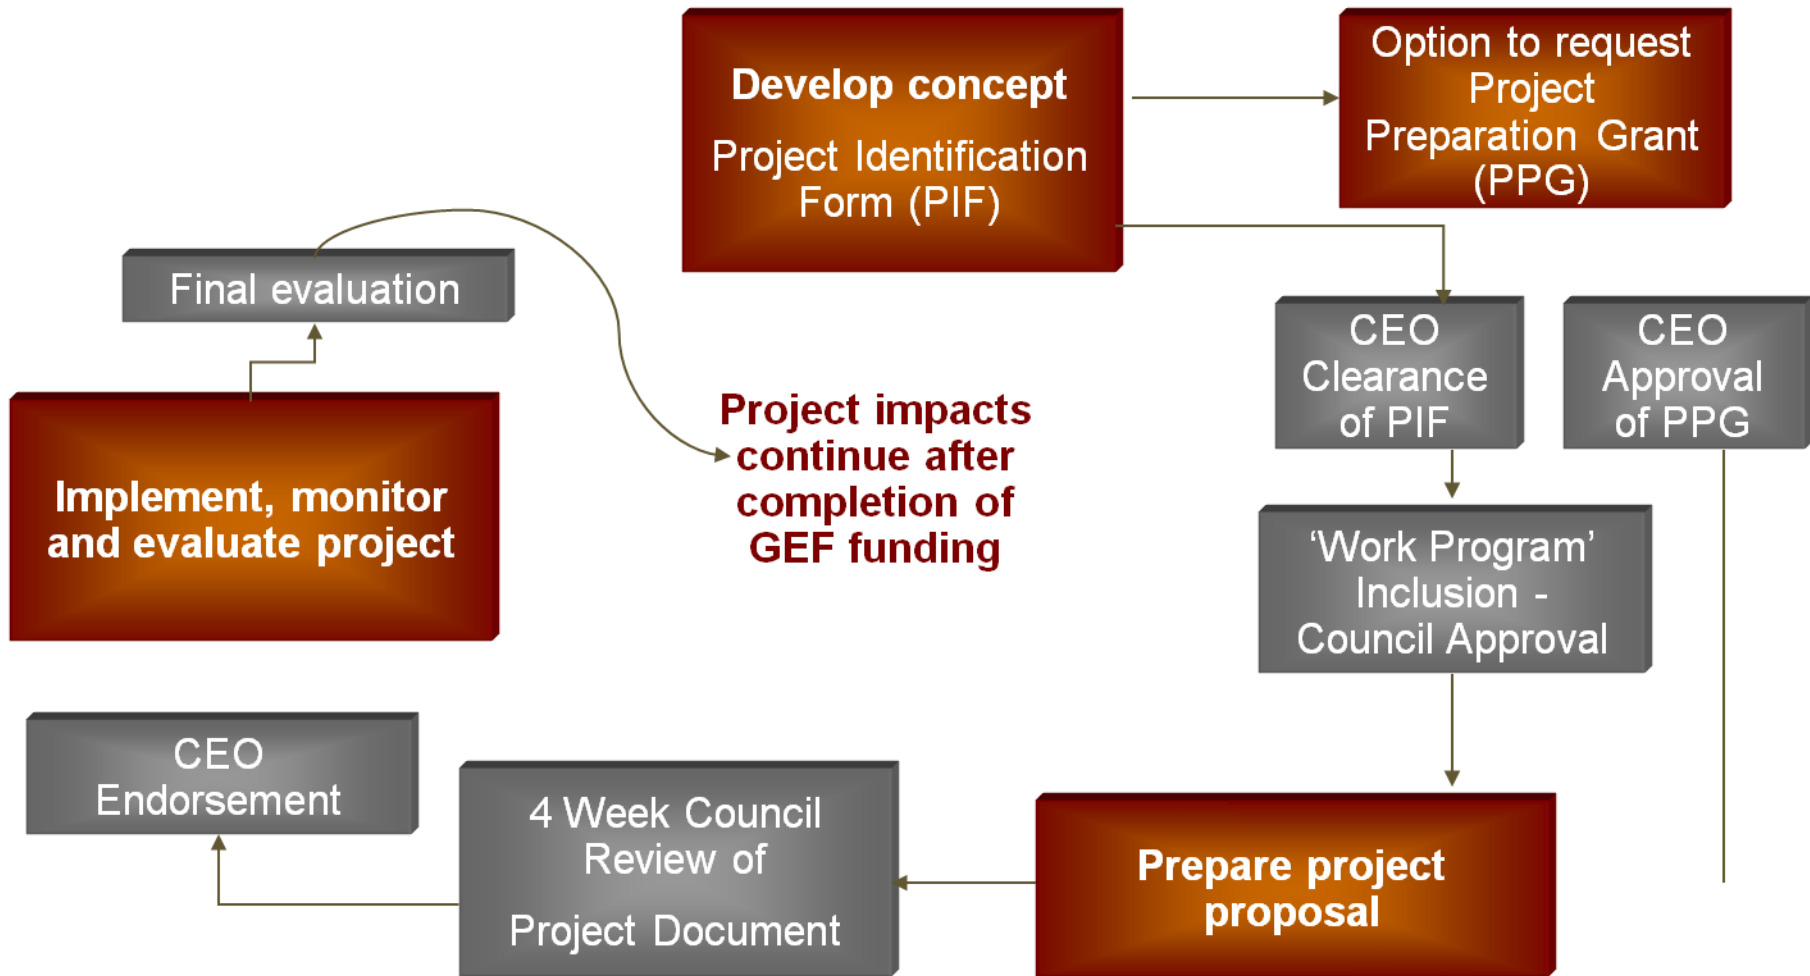 Develop concept
Project Identification
Form (PIF)
Option to request
Project
Preparation Grant
(PPG)
CEO
Clearance
of PIF
CEO
Approval
of PPG
‘Work Program’
Inclusion -
Council Approval
Prepare project
proposal
4 Week Council
Review of
Project Document
CEO
Endorsement
Implement, monitor
and evaluate project
Final evaluation
Project impacts
continue after
completion of
GEF funding